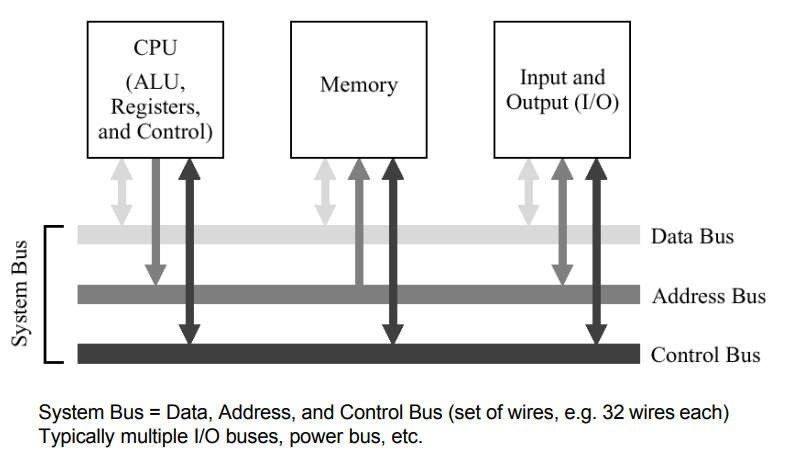 CPU
(ALU,
Registers,
and Control)
Memory
Input and
Output (I/O)
System Bus
Data Bus
Address Bus
Control Bus
System Bus = Data, Address, and Control Bus (set of wires, e.g. 32 wires each)
Typically multiple I/O buses, power bus, etc.